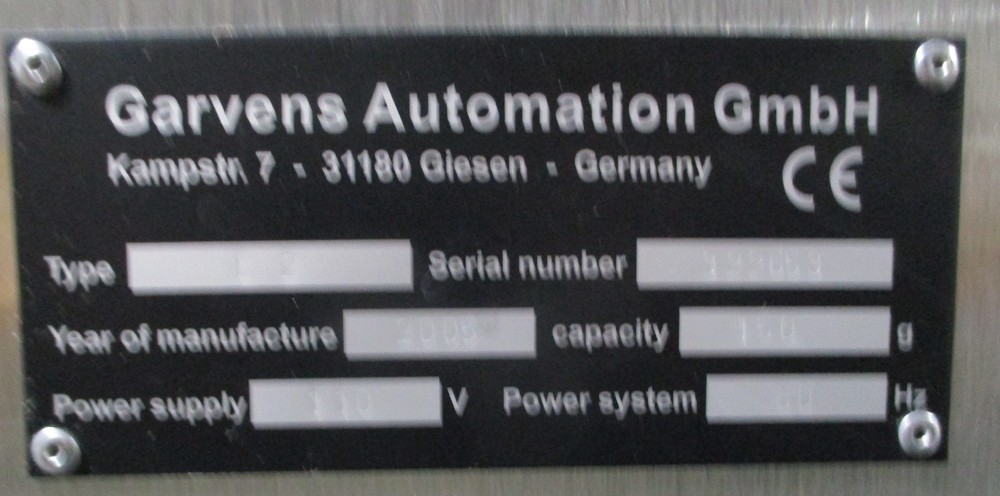 Garvens Automation GmbH
Kampstr. 7 - 31180 Giesen - Germany
CE
Type Serial number
Year of manufacture capacity g
Power supply 110 V Power system Hz